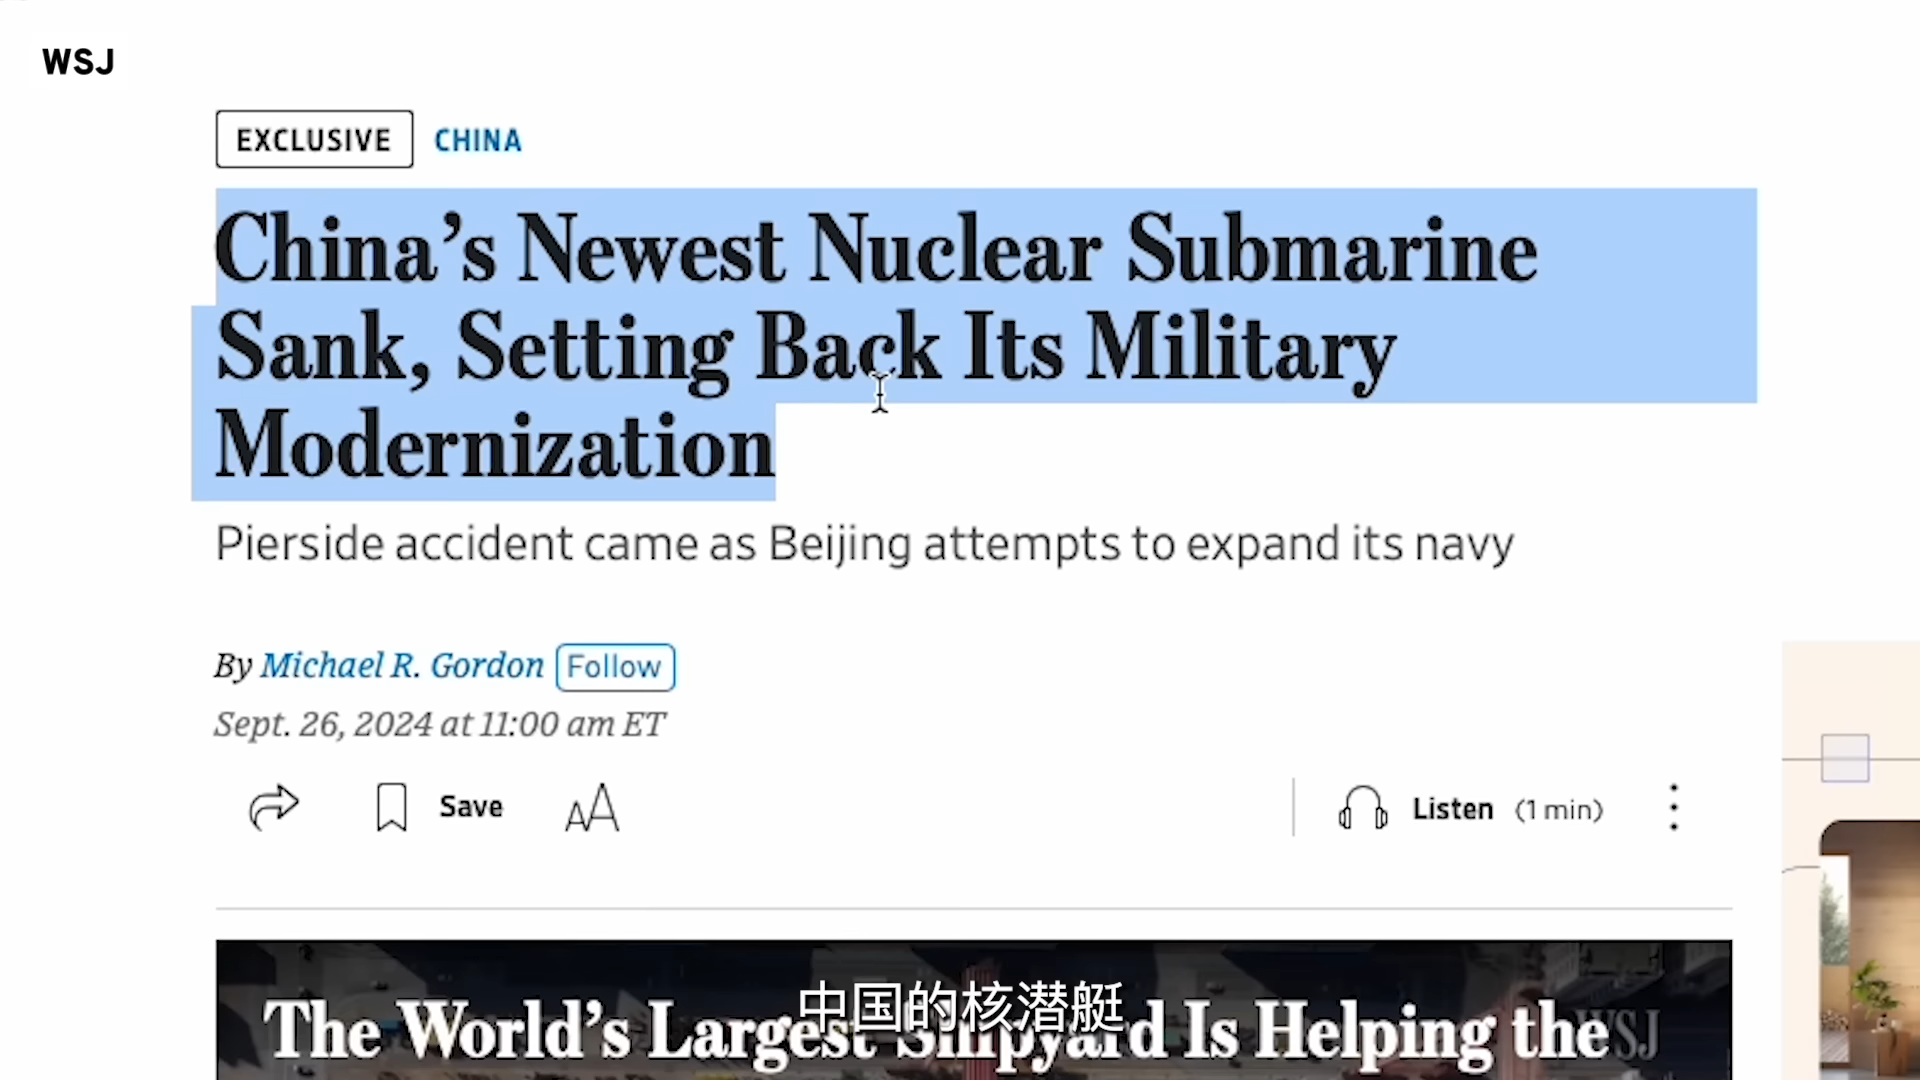 WSJ
EXCLUSIVE CHINA
China’s Newest Nuclear Submarine
Sank, Setting Back Its Military
Modernization
Pierside accident came as Beijing attempts to expand its navy
By Michael R. Gordon Follow
Sept. 26, 2024 at 11:00 am ET
Save AA Listen (1 min)
中国的核潜艇
The World’s Largest Shipyard Is Helping the
WSJ